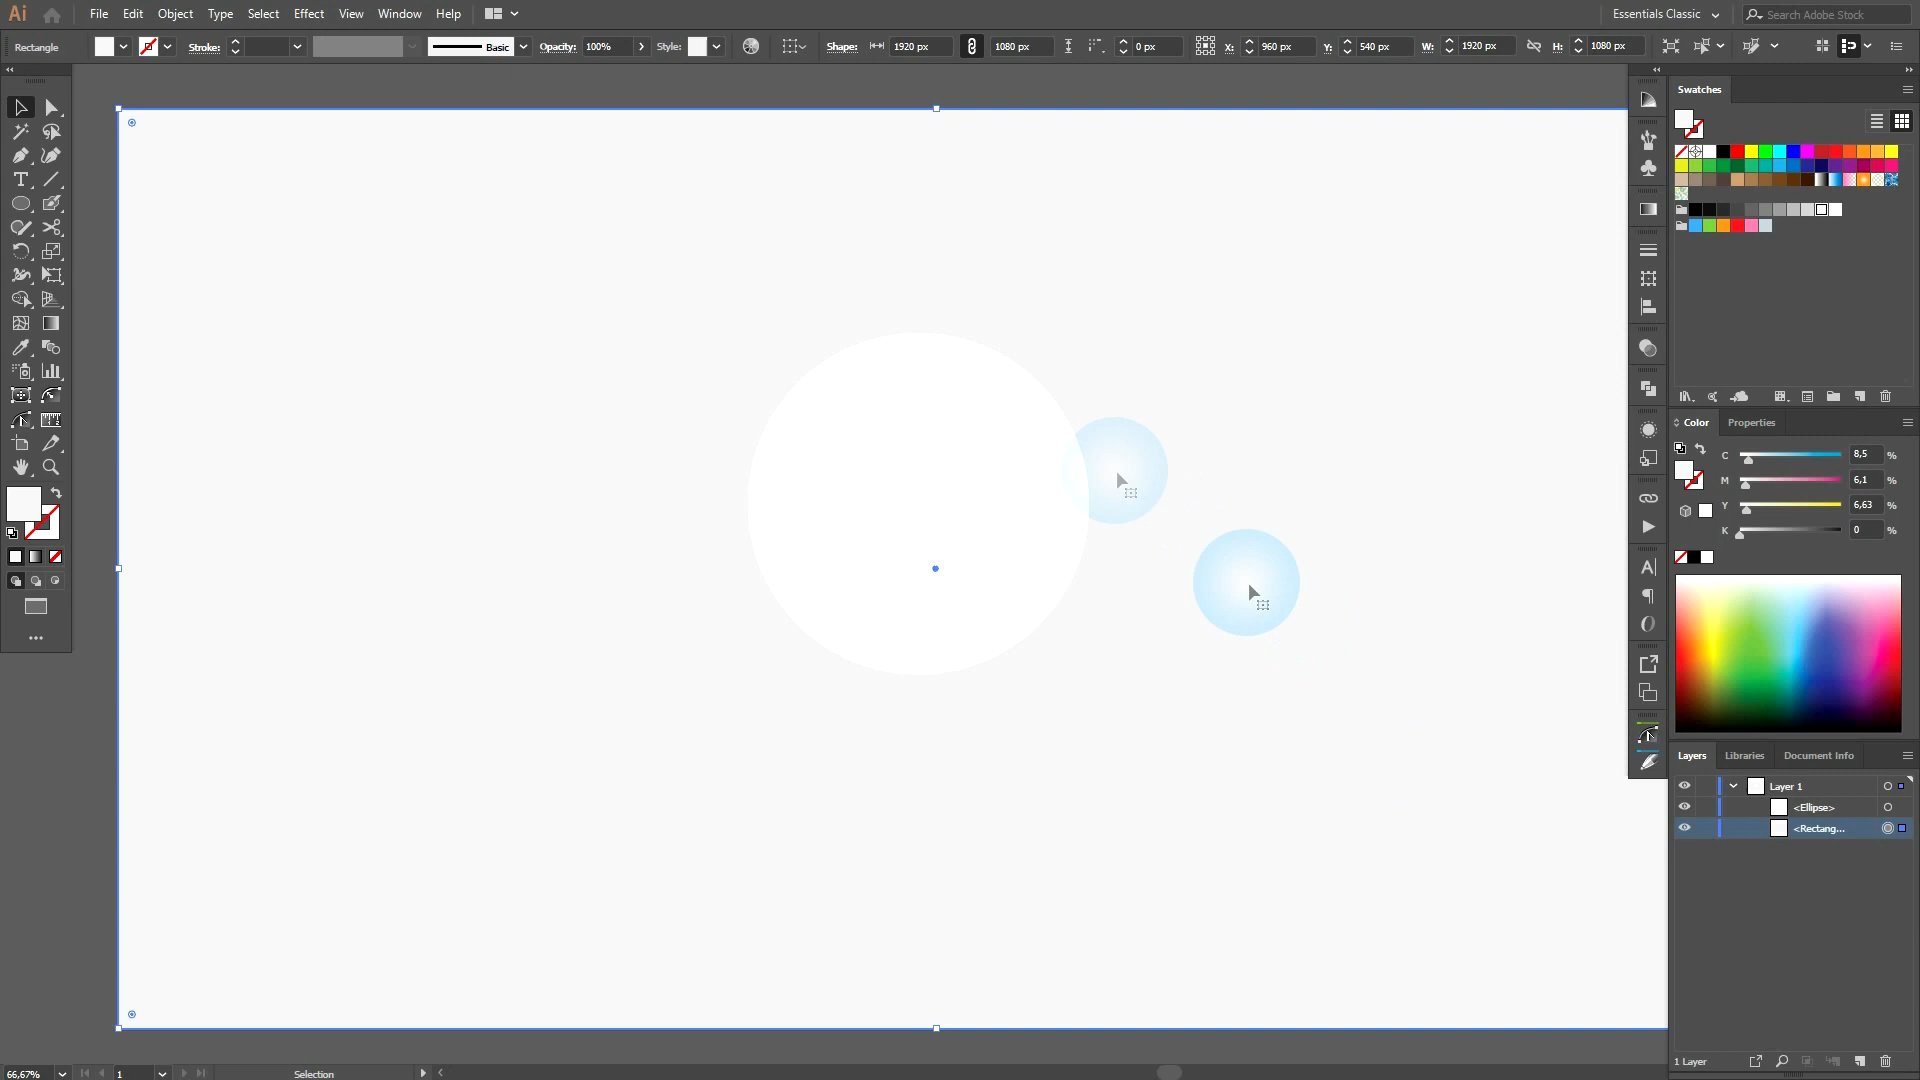 Ai File Edit Object Type Select Effect View Window Help Essentials Classic Search Adobe Stock
Rectangle Stroke: Basic Opacity: 100% Style: Shape: 1920 px 1080 px 0 px X: 960 px Y: 540 px W: 1920 px H: 1080 px
Swatches
Color Properties
C 8,5 %
M 6,1 %
Y 6,63 %
K 0 %
Layers Libraries Document Info
Layer 1
<Ellipse>
<Rectang...
1 Layer
66,67% 1 Selection